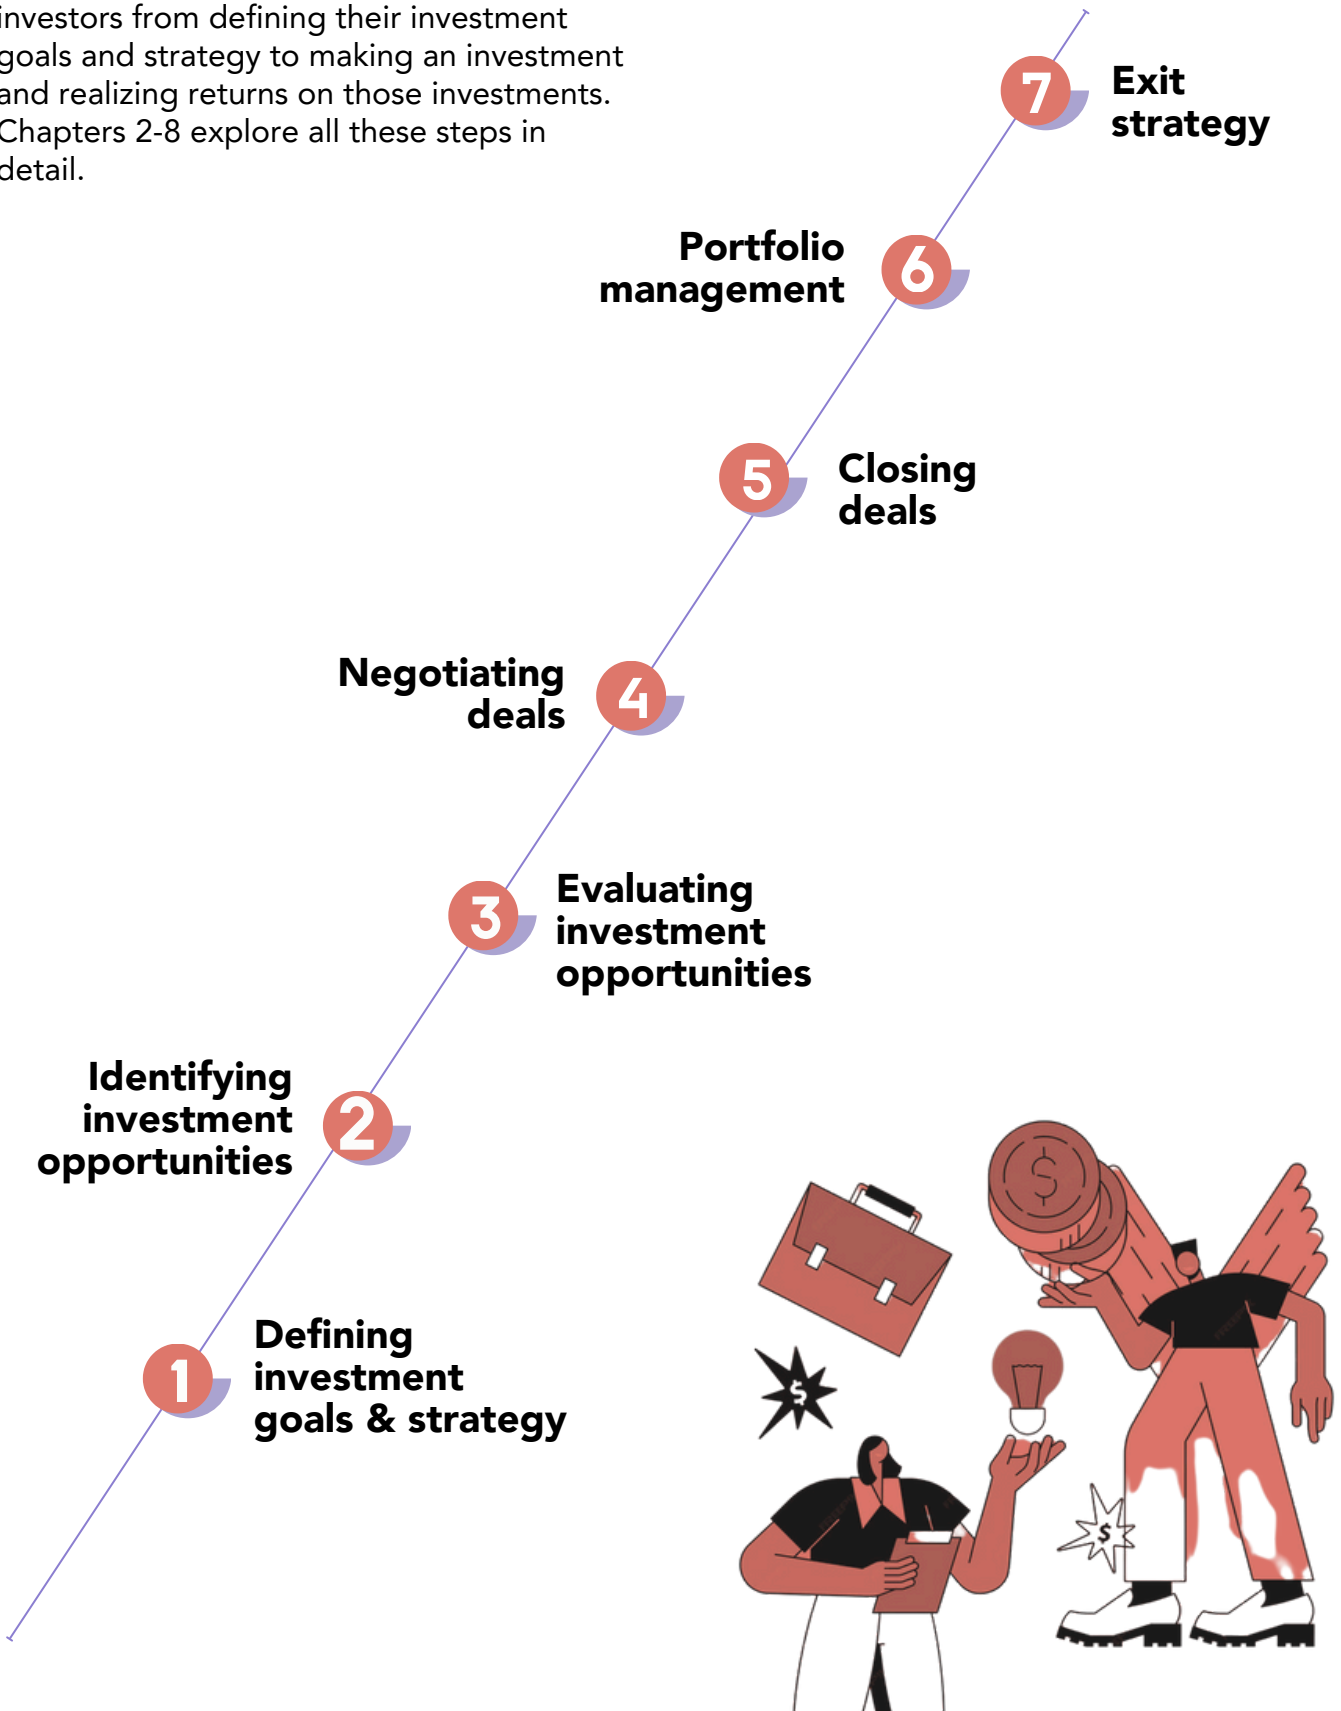 investors from defining their investment
goals and strategy to making an investment
and realizing returns on those investments.
Chapters 2-8 explore all these steps in
detail.
7
Exit
strategy
Portfolio
management
6
5
Closing
deals
Negotiating
deals
4
3
Evaluating
investment
opportunities
Identifying
investment
opportunities
2
1
Defining
investment
goals & strategy
$
$
$